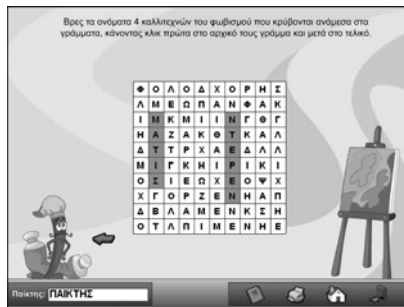 Βρες τα ονόματα 4 καλλιτεχνών του φωβισμού που κρύβονται ανάμεσα στα
γράμματα, κάνοντας κλικ πρώτα στο αρχικό τους γράμμα και μετά στο τελικό.
Φ Ο Λ Ο Δ Χ Ο Ρ Η Σ
Λ Μ Ε Ω Π Α Ν Φ Α Κ
Ι Μ Κ Μ Ι Ι Ν Γ Θ Γ
Η Α Ζ Α Κ Θ Τ Κ Α Λ
Δ Τ Τ Ρ Χ Α Ε Δ Λ Λ
Μ Ι Γ Κ Η Ι Ρ Ι Κ Ι
Ο Σ Ι Ε Ω Χ Ε Ο Ψ Χ
Χ Γ Ο Ρ Ζ Ε Ν Η Α Π
Δ Β Λ Α Μ Ε Ν Κ Σ Η
Ο Τ Λ Π Ι Μ Ε Ν Η Ε
Παίκτης: ΠΑΙΚΤΗΣ